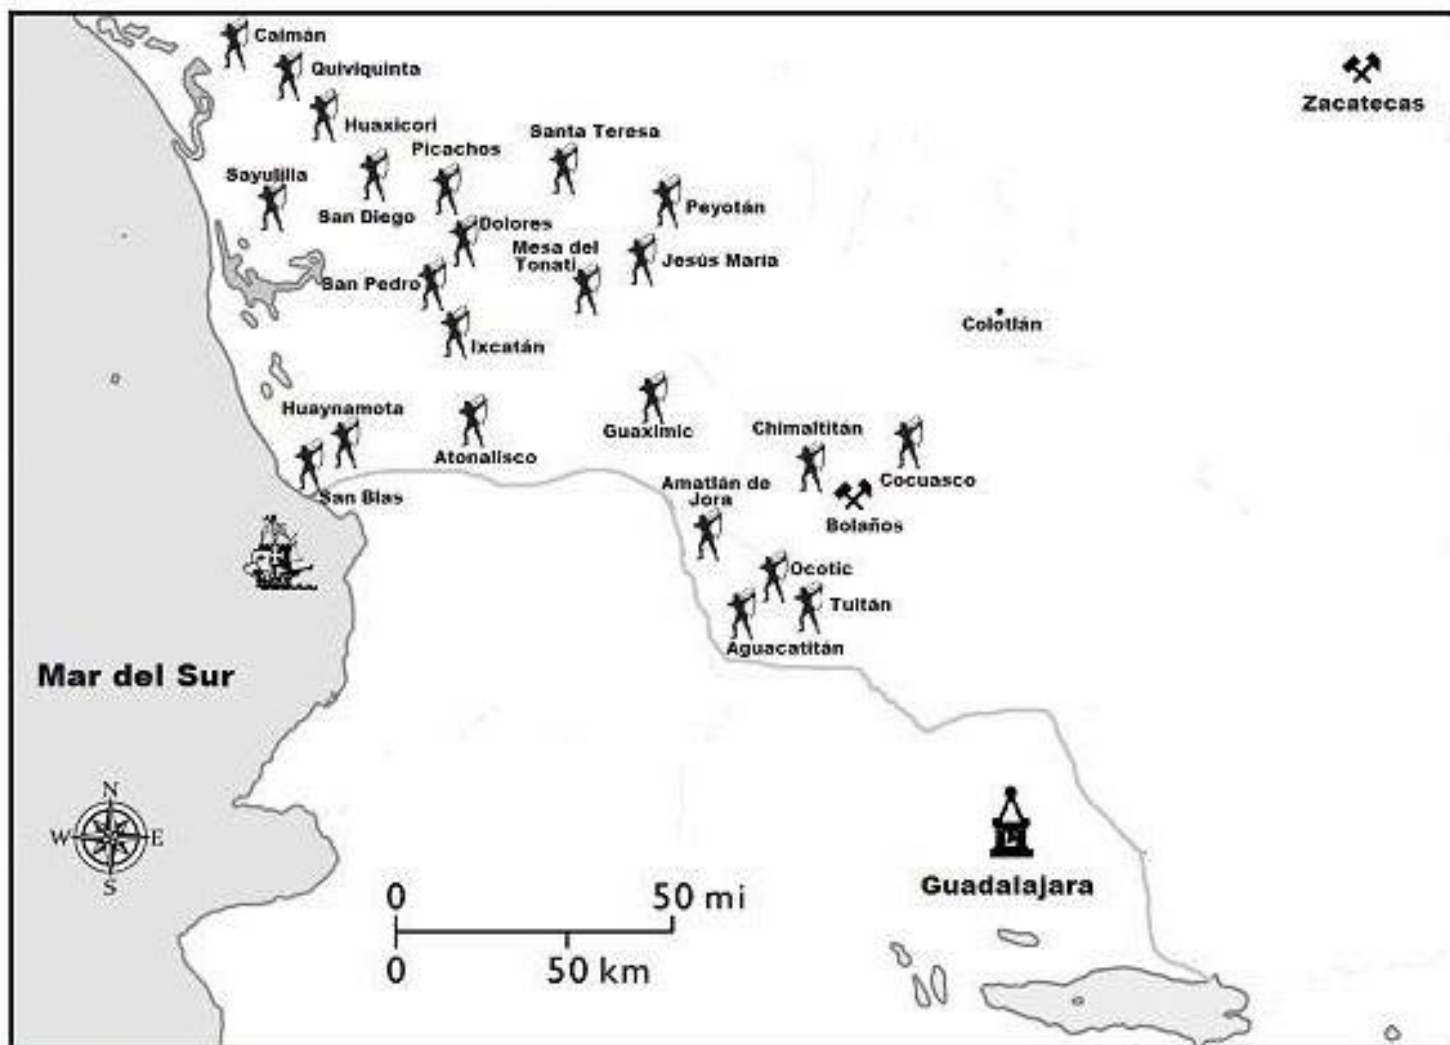 Caimán
Quiviquinta
Zacatecas
Huaxicori
Santa Teresa
Picachos
Sayulilla
San Diego
Peyotán
Dolores
Mesa del
Tonati
Jesús María
San Pedro
Colotlán
Ixcatán
Huaynamota
Guaximic
Chimaltitán
Atonalisco
Cocuasco
Amatlán de
Jora
San Blas
Bolaños
Ocotic
Tultán
Aguacatitán
Mar del Sur
N
W
E
S
Guadalajara
0
50 mi
0
50 km